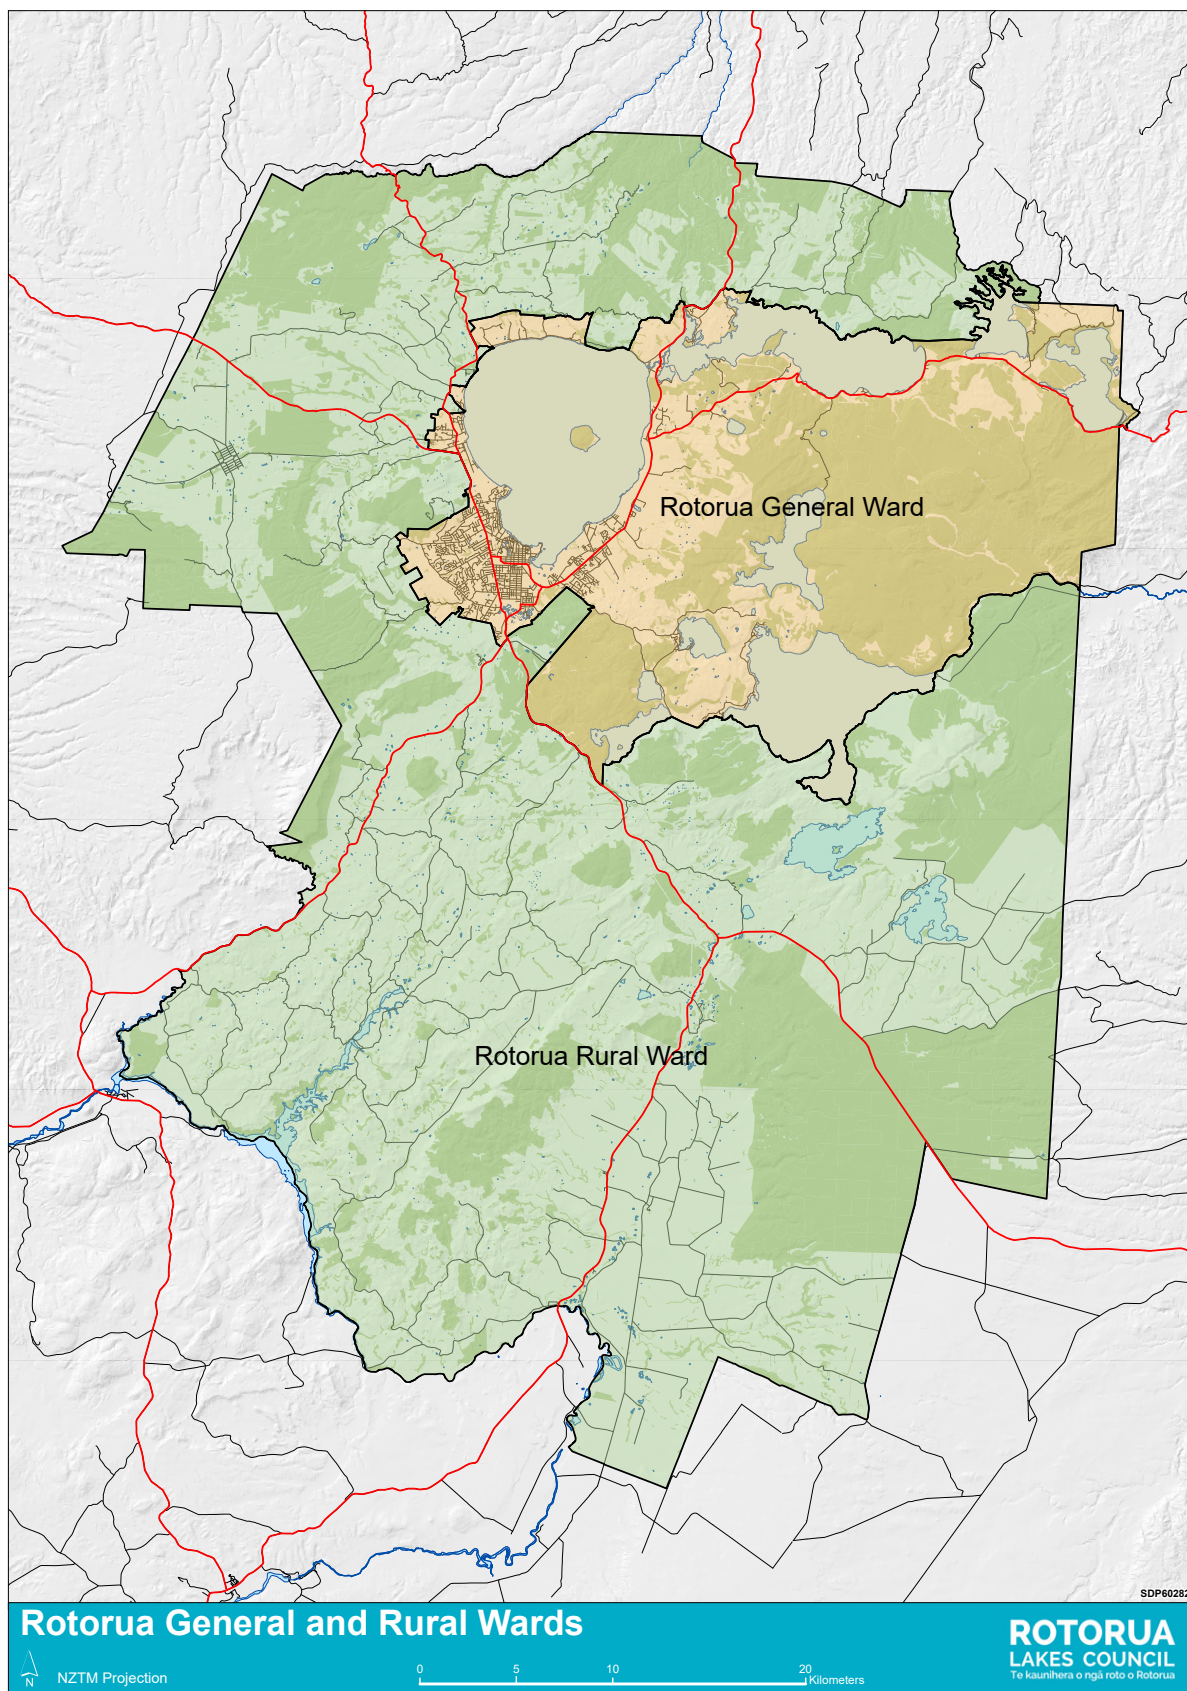 Rotorua General Ward
Rotorua Rural Ward
SDP60282
Rotorua General and Rural Wards
N
NZTM Projection
0 5 10 20
Kilometers
ROTORUA
LAKES COUNCIL
Te kaunihera o ngā roto o Rotorua